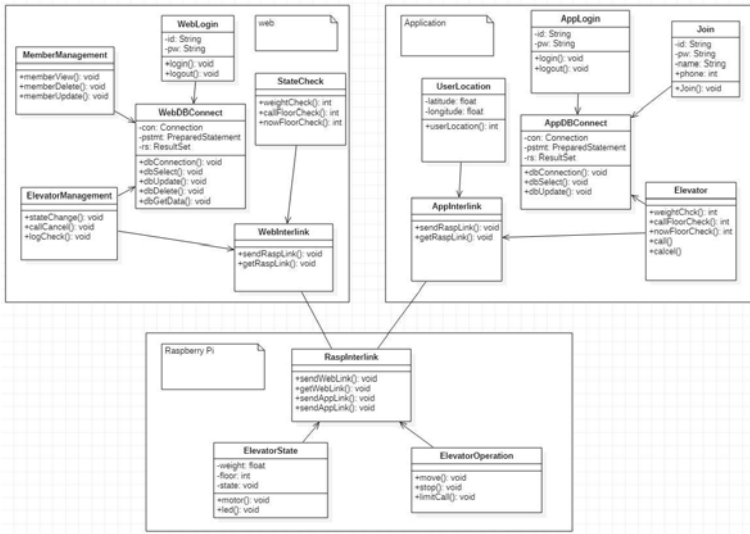 WebLogin
-id: String
-pw: String
+login(): void
+logout(): void
web
MemberManagement
+memberView(): void
+memberDelete(): void
+memberUpdate(): void
StateCheck
+weightCheck(): int
+callFloorCheck(): int
+nowFloorCheck(): int
WebDBConnect
-con: Connection
-pstmt: PreparedStatement
-rs: ResultSet
+dbConnection(): void
+dbSelect(): void
+dbUpdate(): void
+dbDelete(): void
+dbGetData(): void
ElevatorManagement
+stateChange(): void
+callCancel(): void
+logCheck(): void
WebInterlink
+sendRaspLink(): void
+getRaspLink(): void
Application
AppLogin
-id: String
-pw: String
+login(): void
+logout(): void
Join
-id: String
-pw: String
-name: String
+phone: int
+Join(): void
UserLocation
-latitude: float
-longitude: float
+userLocation(): int
AppDBConnect
-con: Connection
-pstmt: PreparedStatement
-rs: ResultSet
+dbConnection(): void
+dbSelect(): void
+dbUpdate(): void
AppInterlink
+sendRaspLink(): void
+getRaspLink(): void
Elevator
+weightChck(): int
+callFloorCheck(): int
+nowFloorCheck(): int
+call()
+calcel()
Raspberry Pi
RaspInterlink
+sendWebLink(): void
+getWebLink(): void
+sendAppLink(): void
+sendAppLink(): void
ElevatorState
-weight: float
-floor: int
-state: void
+motor(): void
+led(): void
ElevatorOperation
+move(): void
+stop(): void
+limitCall(): void